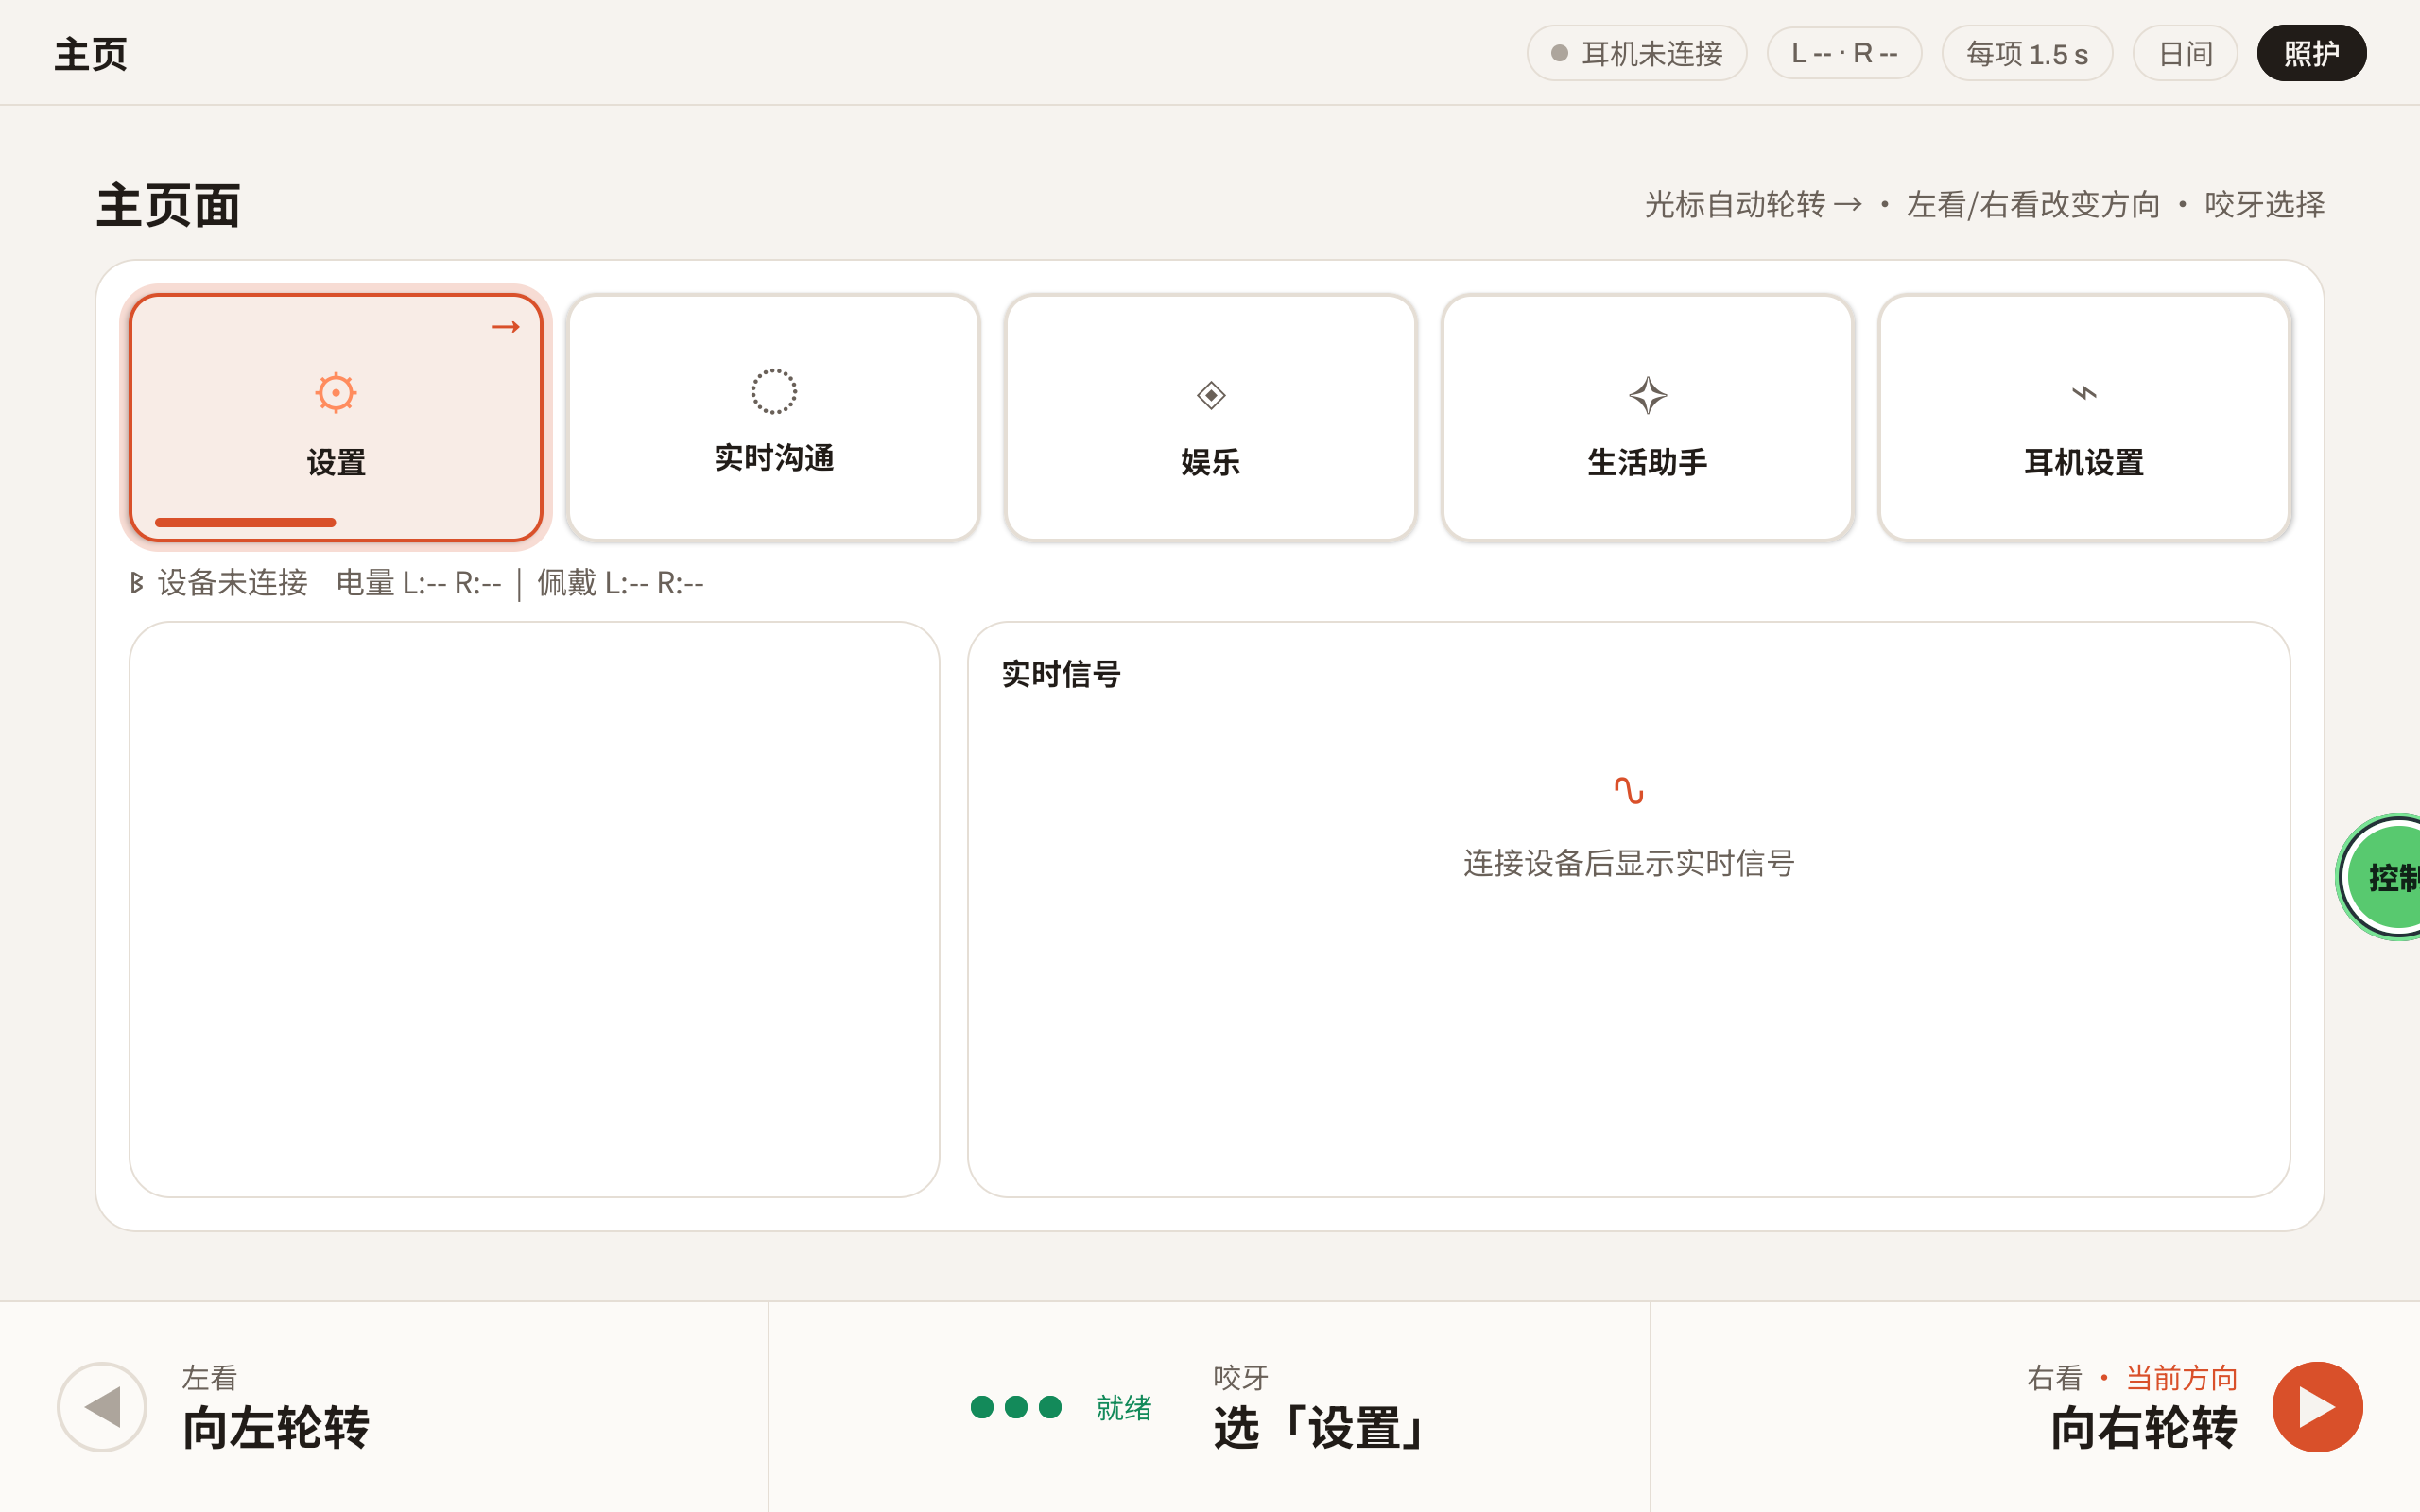 主页
耳机未连接
L -- · R --
每项 1.5 s
日间
照护
主页面
光标自动轮转 → · 左看/右看改变方向 · 咬牙选择
设置
实时沟通
娱乐
生活助手
耳机设置
设备未连接 电量 L:-- R:-- | 佩戴 L:-- R:--
实时信号
连接设备后显示实时信号
控制
左看
向左轮转
就绪
咬牙
选「设置」
右看 · 当前方向
向右轮转